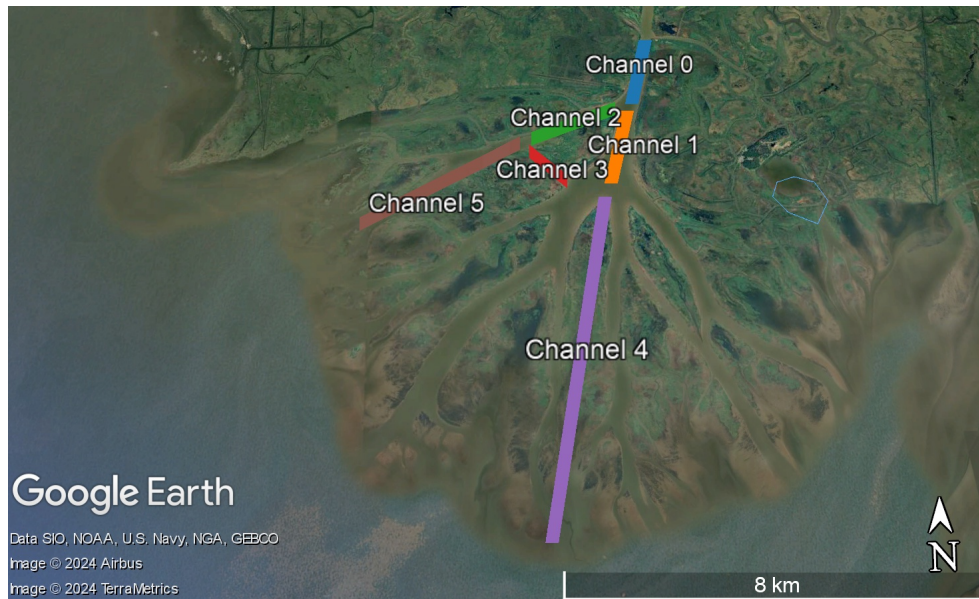 Channel 0
Channel 2
Channel 1
Channel 3
Channel 5
Channel 4
Google Earth
Data SIO, NOAA, U.S. Navy, NGA, GEBCO
Image © 2024 Airbus
Image © 2024 TerraMetrics
N
8 km